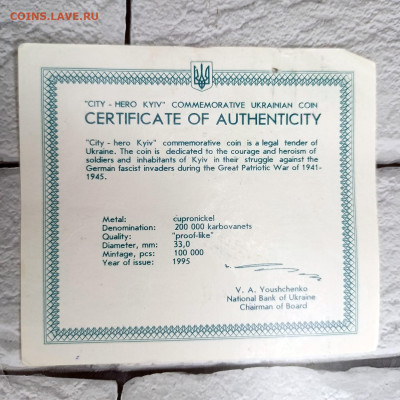 COINS.LAVE.RU
"CITY - HERO KYIV" COMMEMORATIVE UKRAINIAN COIN
CERTIFICATE OF AUTHENTICITY
"City - hero Kyiv" commemorative coin is a legal tender of
Ukraine. The coin is dedicated to the courage and heroism of
soldiers and inhabitants of Kyiv in their struggle against the
German fascist invaders during the Great Patriotic War of 1941-
1945.
Metal: cupronickel
Denomination: 200 000 karbovanets
Quality: "proof-like"
Diameter, mm: 33,0
Mintage, pcs: 100 000
Year of issue: 1995
V. A. Youshchenko
National Bank of Ukraine
Chairman of Board